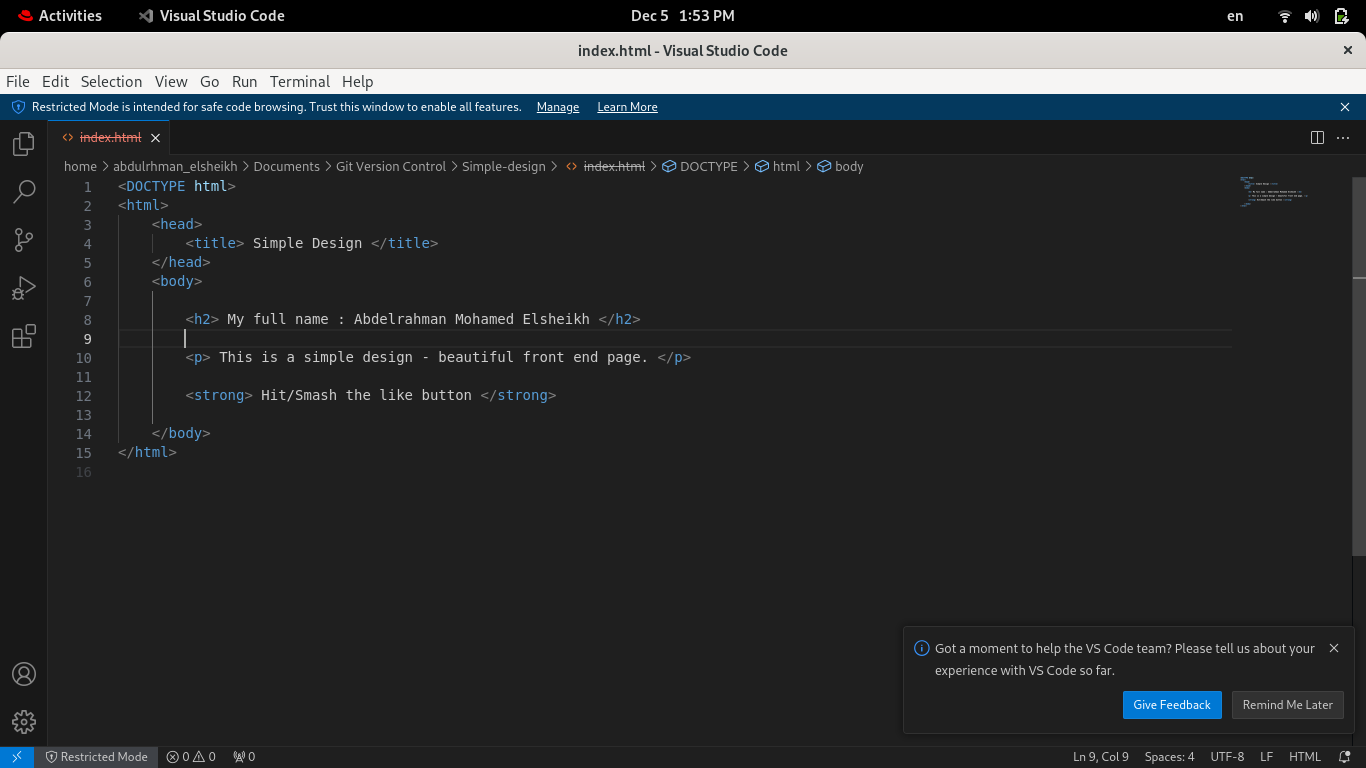 Activities Visual Studio Code Dec 5 1:53 PM en
index.html - Visual Studio Code
File Edit Selection View Go Run Terminal Help
Restricted Mode is intended for safe code browsing. Trust this window to enable all features. Manage Learn More
index.html
home > abdulrhman_elsheikh > Documents > Git Version Control > Simple-design > index.html > DOCTYPE > html > body
1 <DOCTYPE html>
2 <html>
3 <head>
4 <title> Simple Design </title>
5 </head>
6 <body>
7
8 <h2> My full name : Abdelrahman Mohamed Elsheikh </h2>
9
10 <p> This is a simple design - beautiful front end page. </p>
11
12 <strong> Hit/Smash the like button </strong>
13
14 </body>
15 </html>
16
Got a moment to help the VS Code team? Please tell us about your
experience with VS Code so far.
Give Feedback Remind Me Later
Restricted Mode 0 0 0 Ln 9, Col 9 Spaces: 4 UTF-8 LF HTML